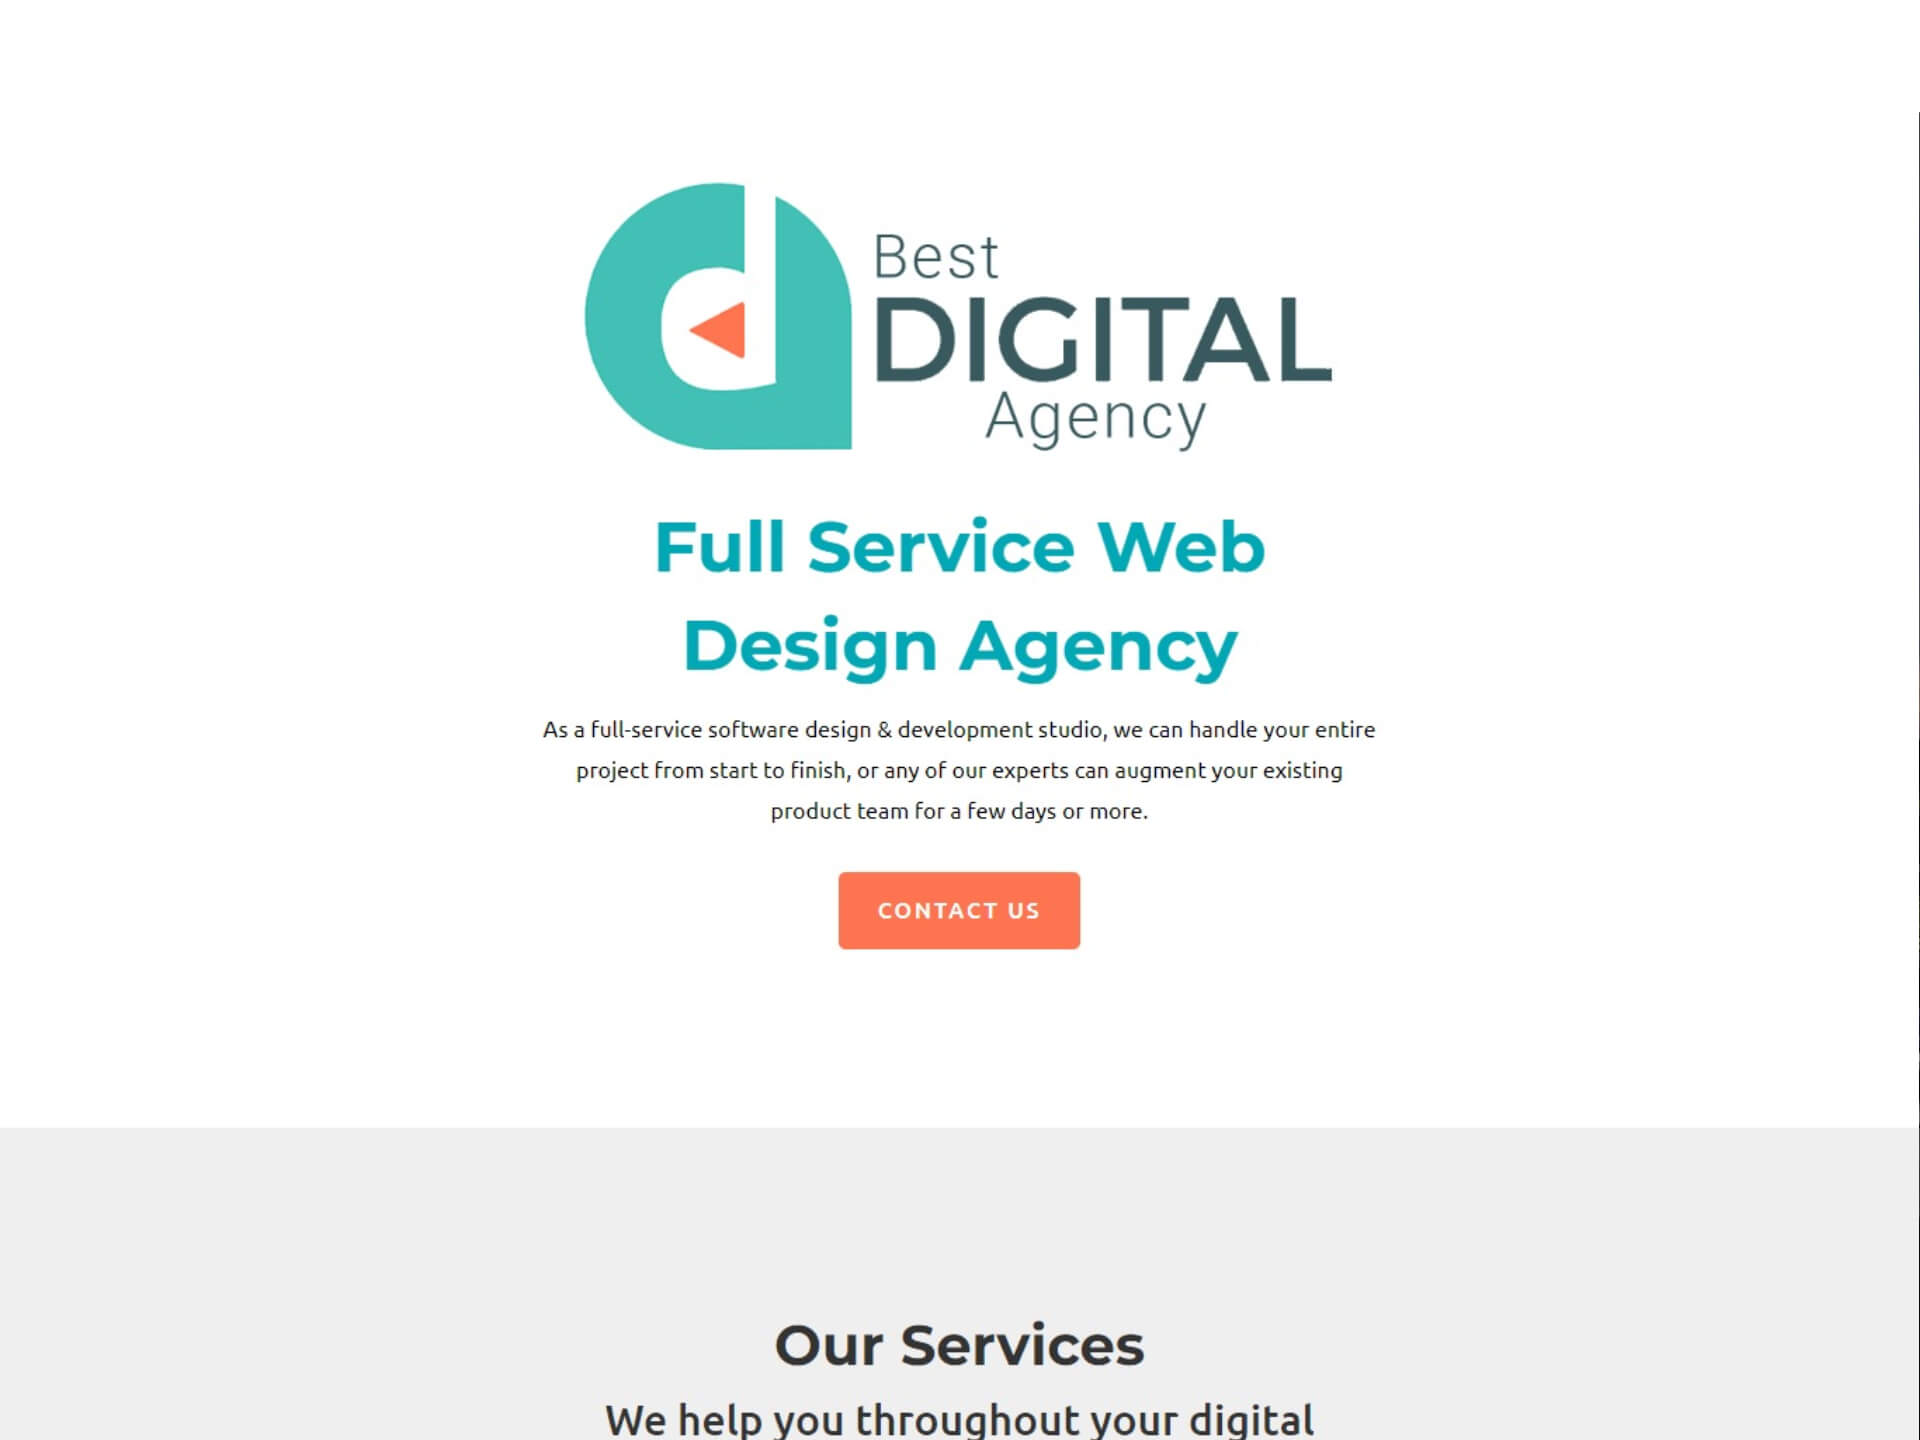 Best
DIGITAL
Agency
Full Service Web
Design Agency
As a full-service software design & development studio, we can handle your entire
project from start to finish, or any of our experts can augment your existing
product team for a few days or more.
CONTACT US
Our Services
We help you throughout your digital